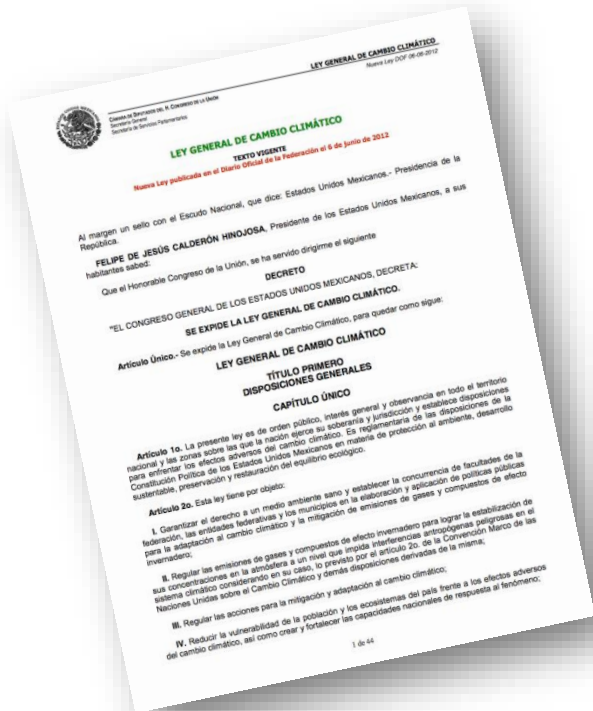 LEY GENERAL DE CAMBIO CLIMÁTICO
Nueva Ley DOF 06-06-2012
CÁMARA DE DIPUTADOS DEL H. CONGRESO DE LA UNIÓN
Secretaría General
Secretaría de Servicios Parlamentarios
LEY GENERAL DE CAMBIO CLIMÁTICO
TEXTO VIGENTE
Nueva Ley publicada en el Diario Oficial de la Federación el 6 de junio de 2012
Al margen un sello con el Escudo Nacional, que dice: Estados Unidos Mexicanos.- Presidencia de la
República.
FELIPE DE JESÚS CALDERÓN HINOJOSA, Presidente de los Estados Unidos Mexicanos, a sus
habitantes sabed:
Que el Honorable Congreso de la Unión, se ha servido dirigirme el siguiente
DECRETO
"EL CONGRESO GENERAL DE LOS ESTADOS UNIDOS MEXICANOS, DECRETA:
SE EXPIDE LA LEY GENERAL DE CAMBIO CLIMÁTICO.
Artículo Único.- Se expide la Ley General de Cambio Climático, para quedar como sigue:
LEY GENERAL DE CAMBIO CLIMÁTICO
TÍTULO PRIMERO
DISPOSICIONES GENERALES
CAPÍTULO ÚNICO
Artículo 1o. La presente ley es de orden público, interés general y observancia en todo el territorio
nacional y las zonas sobre las que la nación ejerce su soberanía y jurisdicción y establece disposiciones
para enfrentar los efectos adversos del cambio climático. Es reglamentaria de las disposiciones de la
Constitución Política de los Estados Unidos Mexicanos en materia de protección al ambiente, desarrollo
sustentable, preservación y restauración del equilibrio ecológico.
Artículo 2o. Esta ley tiene por objeto:
I. Garantizar el derecho a un medio ambiente sano y establecer la concurrencia de facultades de la
federación, las entidades federativas y los municipios en la elaboración y aplicación de políticas públicas
para la adaptación al cambio climático y la mitigación de emisiones de gases y compuestos de efecto
invernadero;
II. Regular las emisiones de gases y compuestos de efecto invernadero para lograr la estabilización de
sus concentraciones en la atmósfera a un nivel que impida interferencias antropógenas peligrosas en el
sistema climático considerando en su caso, lo previsto por el artículo 2o. de la Convención Marco de las
Naciones Unidas sobre el Cambio Climático y demás disposiciones derivadas de la misma;
III. Regular las acciones para la mitigación y adaptación al cambio climático;
IV. Reducir la vulnerabilidad de la población y los ecosistemas del país frente a los efectos adversos
del cambio climático, así como crear y fortalecer las capacidades nacionales de respuesta al fenómeno;
1 de 44